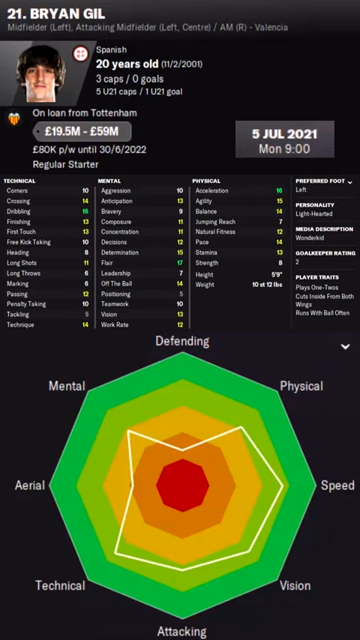 21. BRYAN GIL
Midfielder (Left), Attacking Midfielder (Left, Centre) / AM (R) - Valencia
Spanish
20 years old (11/2/2001)
3 caps / 0 goals
5 U21 caps / 1 U21 goal
On loan from Tottenham
£19.5M - £59M
£80K p/w until 30/6/2022
Regular Starter
5 JUL 2021
Mon 9:00
TECHNICAL
Corners 10
Crossing 14
Dribbling 16
Finishing 13
First Touch 13
Free Kick Taking 10
Heading 8
Long Shots 11
Long Throws 6
Marking 6
Passing 12
Penalty Taking 10
Tackling 5
Technique 14
MENTAL
Aggression 10
Anticipation 13
Bravery 9
Composure 11
Concentration 11
Decisions 12
Determination 15
Flair 17
Leadership 7
Off The Ball 14
Positioning 5
Teamwork 10
Vision 13
Work Rate 12
PHYSICAL
Acceleration 16
Agility 15
Balance 14
Jumping Reach 7
Natural Fitness 12
Pace 14
Stamina 13
Strength 8
Height 5'9"
Weight 10 st 12 lbs
PREFERRED FOOT
Left
PERSONALITY
Light-Hearted
MEDIA DESCRIPTION
Wonderkid
GOALKEEPER RATING
2
PLAYER TRAITS
Plays One-Twos
Cuts Inside From Both
Wings
Runs With Ball Often
Defending
Mental
Physical
Aerial
Speed
Technical
Vision
Attacking